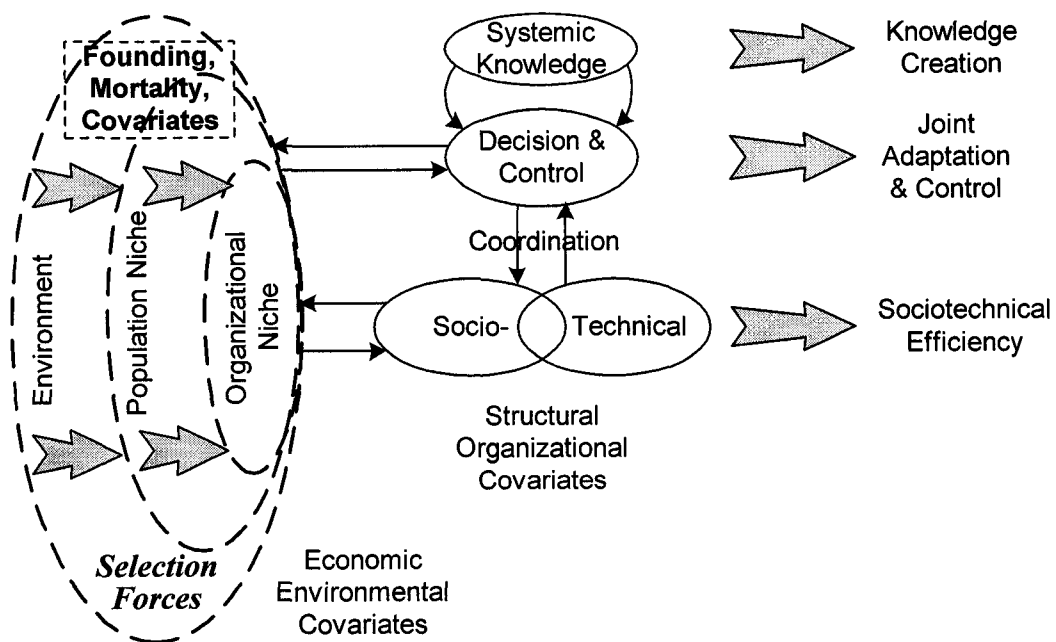 Founding,
Mortality,
Covariates
Environment
Population Niche
Organizational
Niche
Selection
Forces
Economic
Environmental
Covariates
Systemic
Knowledge
Decision &
Control
Coordination
Socio-
Technical
Structural
Organizational
Covariates
Knowledge
Creation
Joint
Adaptation
& Control
Sociotechnical
Efficiency